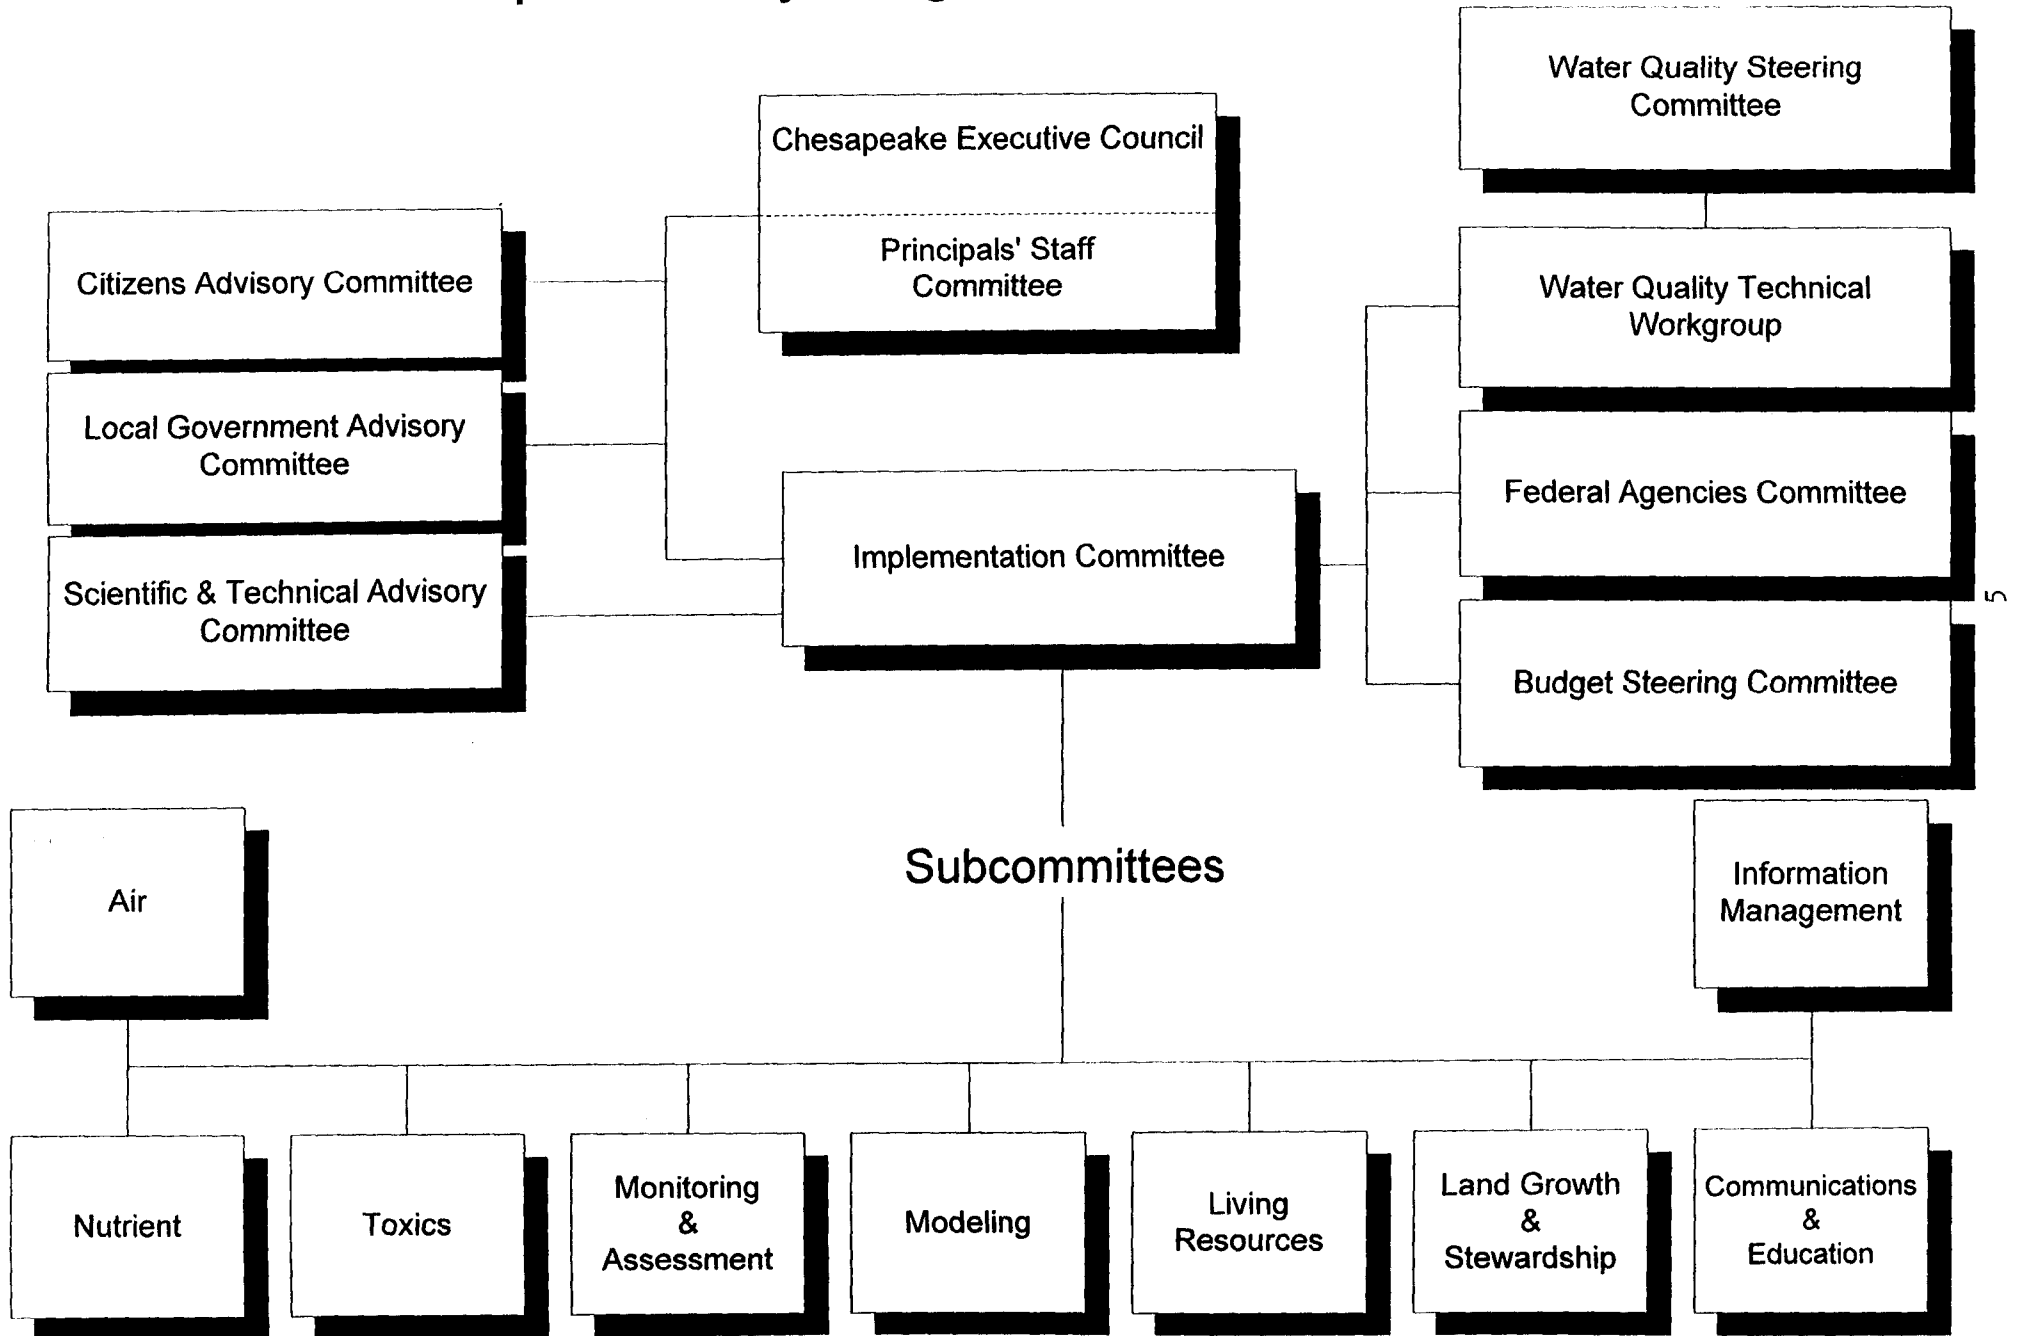 Water Quality Steering
Committee
Chesapeake Executive Council
Principals' Staff
Committee
Citizens Advisory Committee
Water Quality Technical
Workgroup
Local Government Advisory
Committee
Federal Agencies Committee
Implementation Committee
Scientific & Technical Advisory
Committee
5
Budget Steering Committee
Subcommittees
Air
Information
Management
Nutrient
Toxics
Monitoring
&
Assessment
Modeling
Living
Resources
Land Growth
&
Stewardship
Communications
&
Education